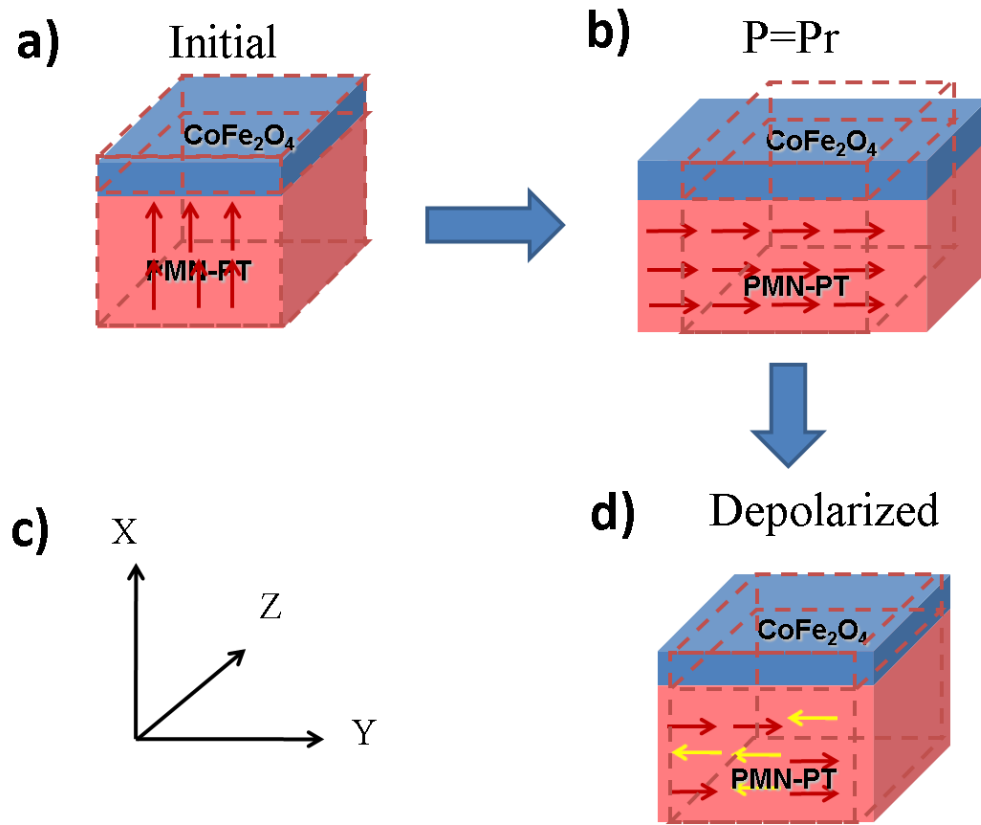 a)
Initial
CoFe₂O₄
PMN-PT
b)
P=Pr
CoFe₂O₄
PMN-PT
c)
X
Z
Y
d)
Depolarized
CoFe₂O₄
PMN-PT